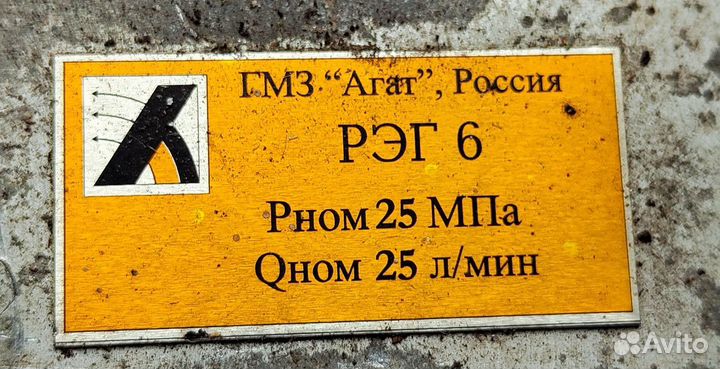 ГМЗ “Агат”, Россия
РЭГ 6
Рном 25 МПа
Qном 25 л/мин
Avito